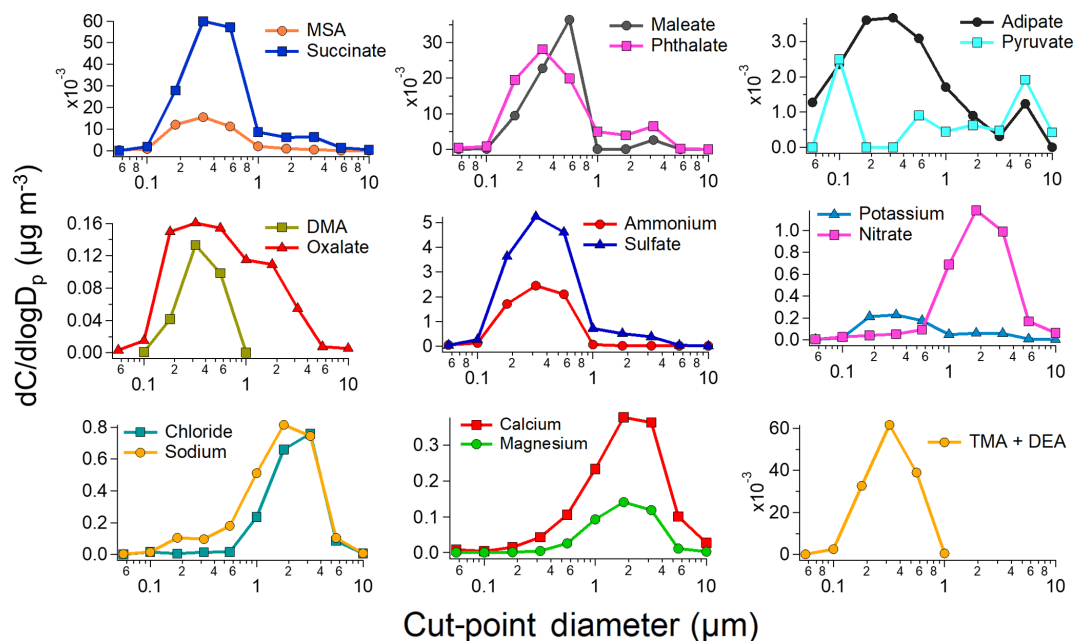 dC/dlogDp (µg m-3)
x10-3
60
50
40
30
20
10
0
MSA
Succinate
6 8 2 4 6 8 2 4 6 8
0.1 1 10
x10-3
30
20
10
0
Maleate
Phthalate
6 8 2 4 6 8 2 4 6 8
0.1 1 10
x10-3
3.0
2.0
1.0
0.0
Adipate
Pyruvate
6 8 2 4 6 8 2 4 6 8
0.1 1 10
0.16
0.12
0.08
0.04
0.00
DMA
Oxalate
6 2 4 6 2 4 6
0.1 1 10
5
4
2
0
Ammonium
Sulfate
6 2 4 6 2 4 6
0.1 1 10
1.0
0.8
0.6
0.4
0.2
0.0
Potassium
Nitrate
6 2 4 6 2 4 6
0.1 1 10
0.8
0.6
0.4
0.2
0.0
Chloride
Sodium
6 2 4 6 2 4 6
0.1 1 10
0.3
0.2
0.1
0.0
Calcium
Magnesium
6 2 4 6 2 4 6
0.1 1 10
x10-3
60
40
20
0
TMA + DEA
6 8 2 4 6 8 2 4 6 8
0.1 1 10
Cut-point diameter (µm)